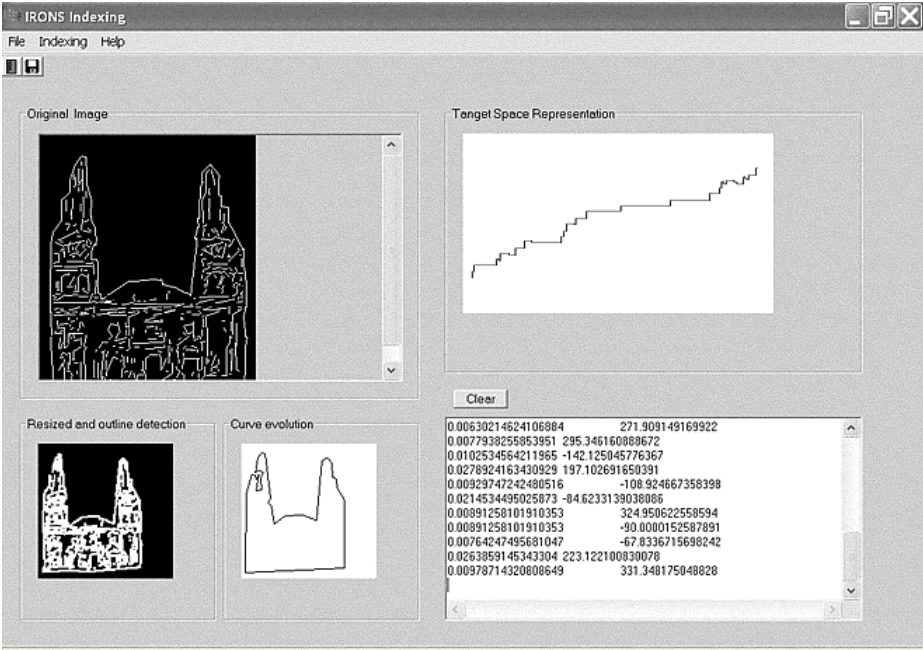 IRONS Indexing
File Indexing Help
Original Image
Tanget Space Representation
Clear
Resized and outline detection
Curve evolution
0.00630214624106884 271.909149169922
0.0077938255853951 295.346160888672
0.0102534564211965 -142.125045776367
0.0278924163430929 197.102691650391
0.00929747242480516 -108.924667358398
0.0214534495025873 -84.6233139038086
0.00891258101910353 324.950622558594
0.00891258101910353 -90.0000152587891
0.00764247495681047 -67.8336715698242
0.0263859145343304 223.122100830078
0.00978714320808649 331.348175048828